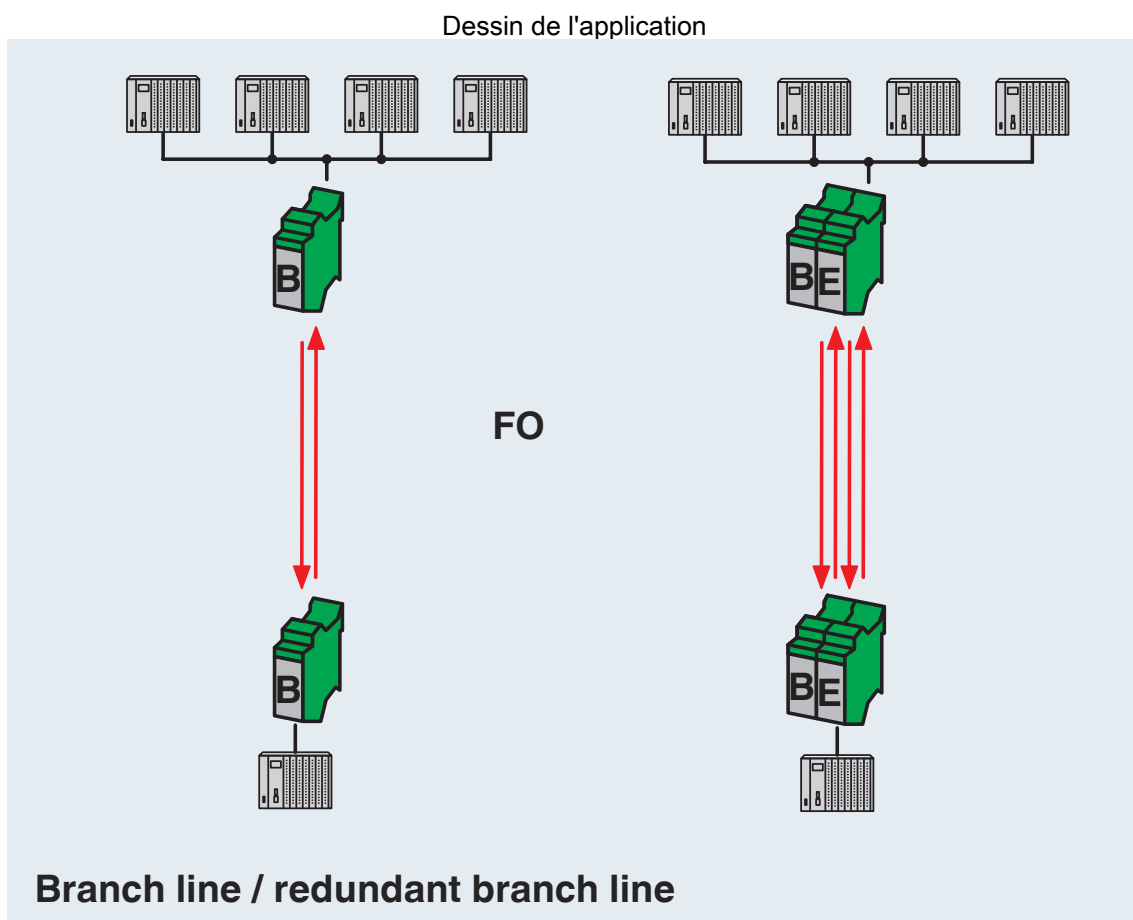 Dessin de l'application
B
B E
FO
B
B E
Branch line / redundant branch line